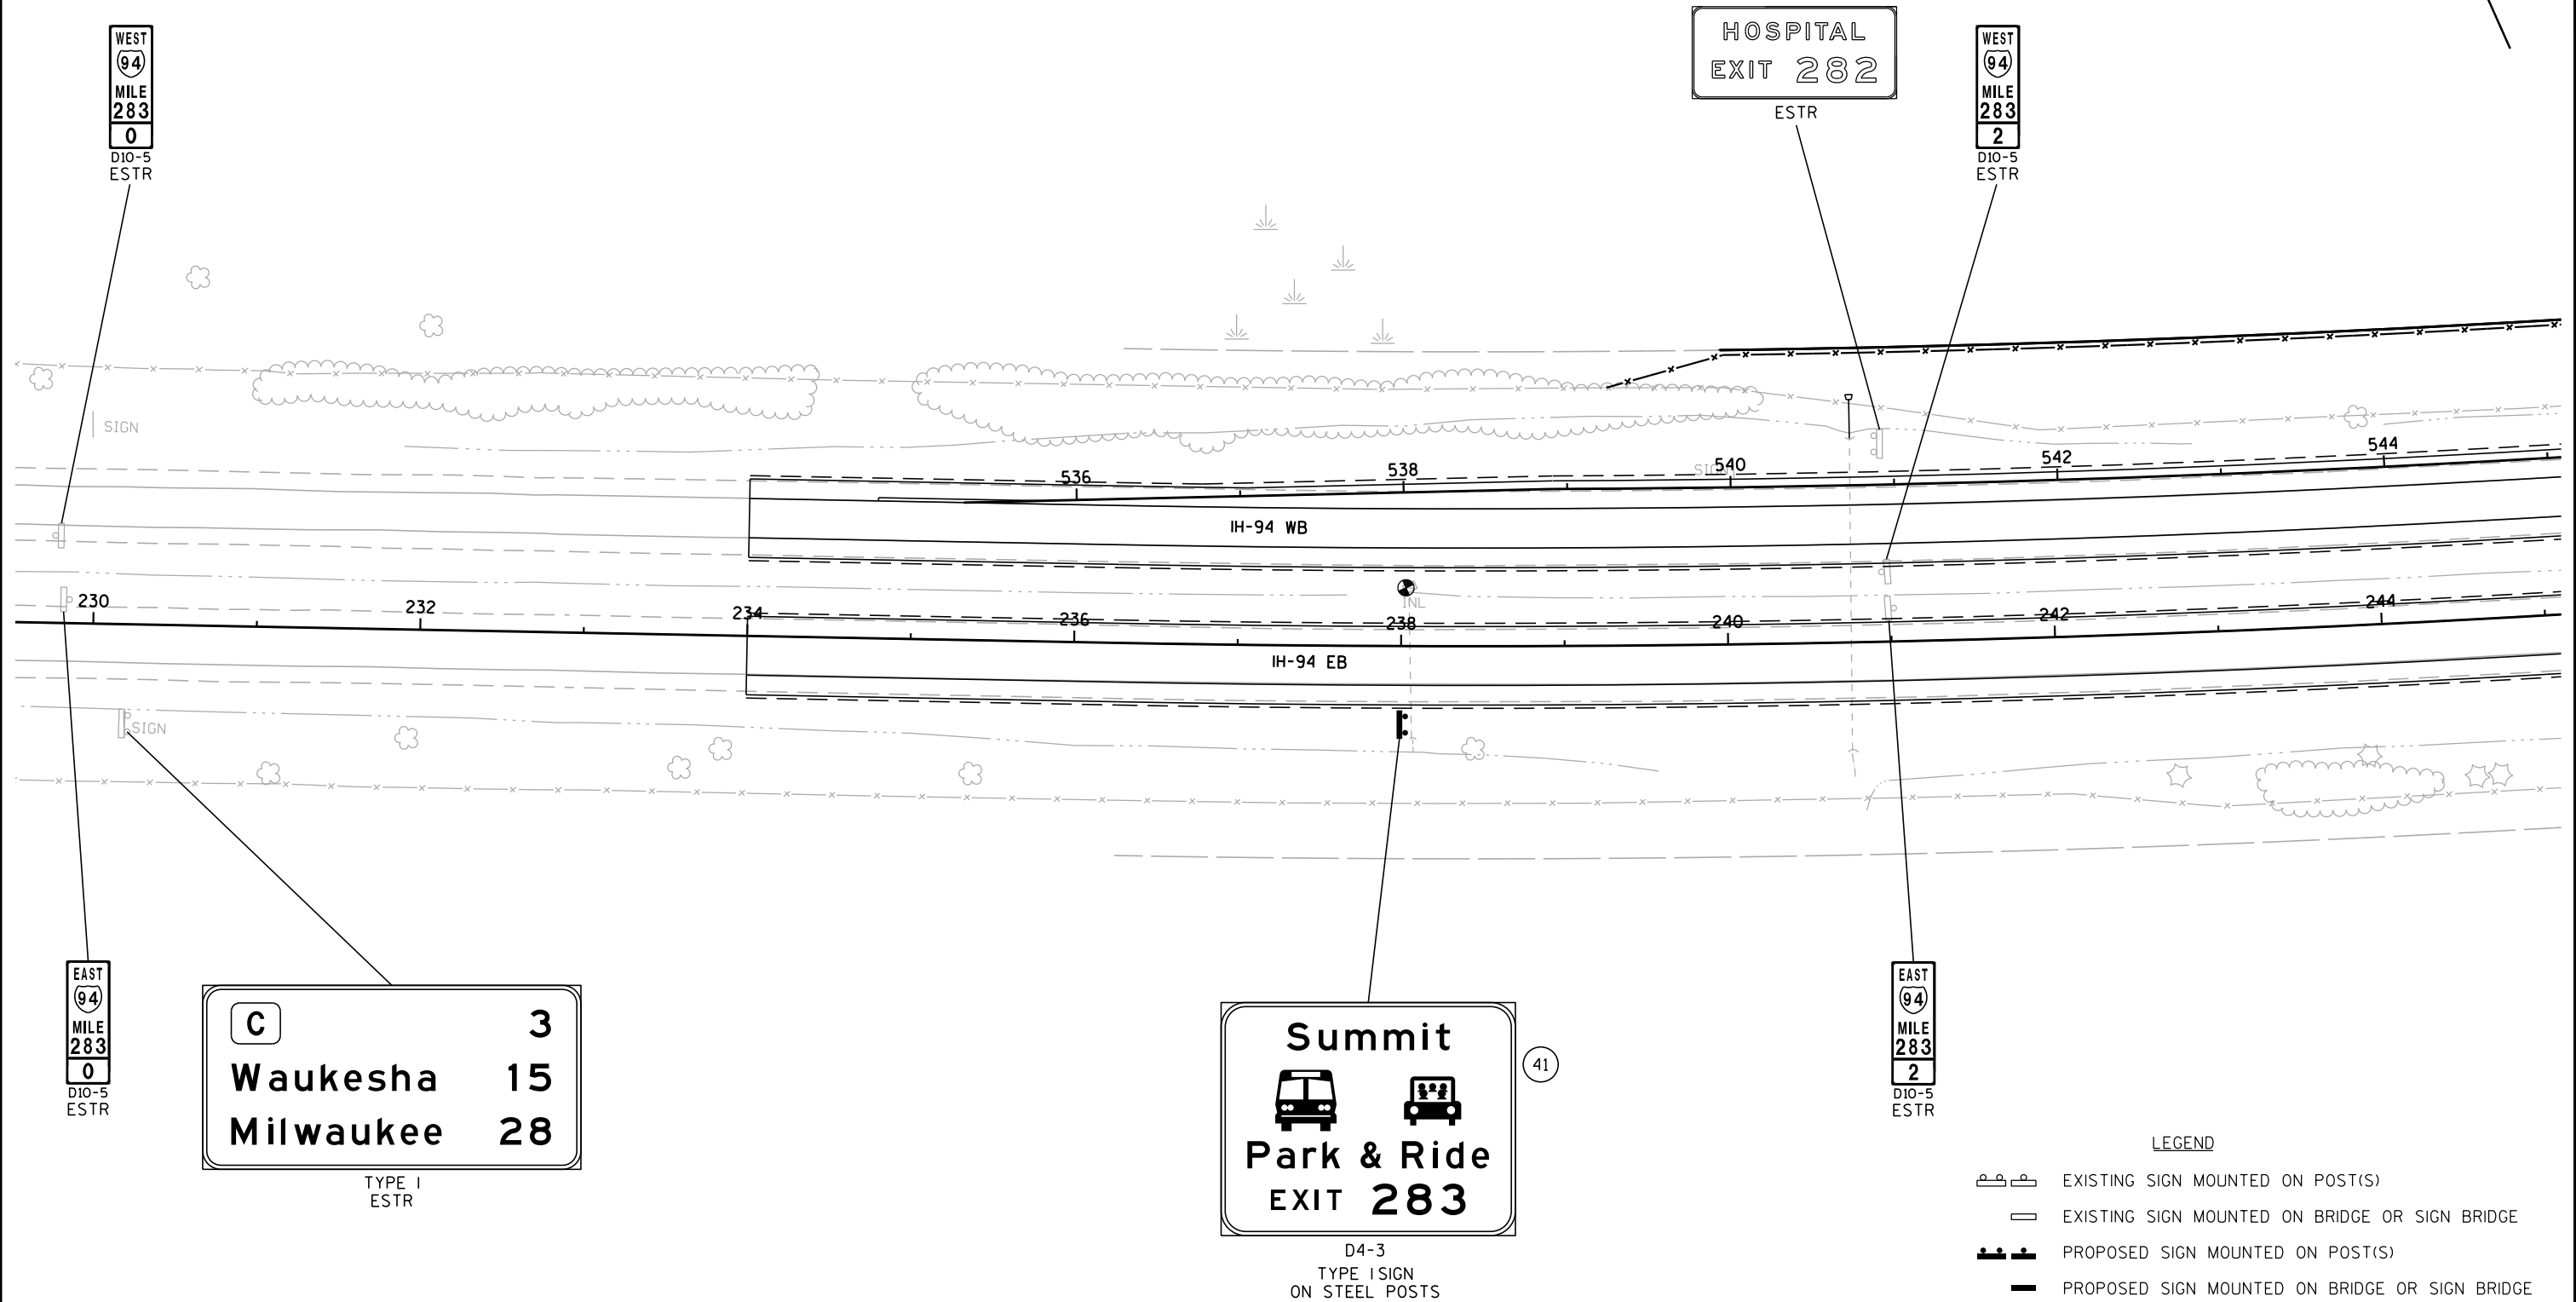 WEST
94
MILE
283
0
D10-5
ESTR
HOSPITAL
EXIT 282
ESTR
WEST
94
MILE
283
2
D10-5
ESTR
SIGN
SIGN
536
538
540
542
544
IH-94 WB
INL
230
232
234
236
238
240
242
244
IH-94 EB
SIGN
EAST
94
MILE
283
0
D10-5
ESTR
C 3
Waukesha 15
Milwaukee 28
TYPE I
ESTR
Summit
Park & Ride
EXIT 283
41
D4-3
TYPE I SIGN
ON STEEL POSTS
EAST
94
MILE
283
2
D10-5
ESTR
LEGEND
EXISTING SIGN MOUNTED ON POST(S)
EXISTING SIGN MOUNTED ON BRIDGE OR SIGN BRIDGE
PROPOSED SIGN MOUNTED ON POST(S)
PROPOSED SIGN MOUNTED ON BRIDGE OR SIGN BRIDGE